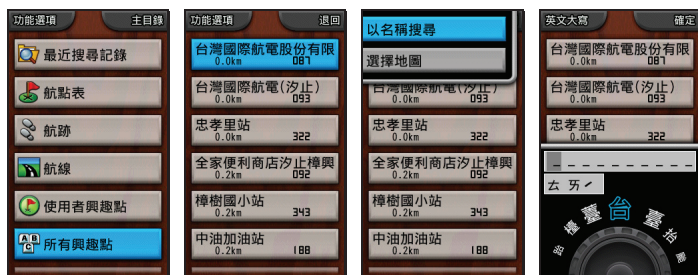 功能選項 主目錄
最近搜尋記錄
航點表
航跡
航線
使用者興趣點
所有興趣點
功能選項 退回
台灣國際航電股份有限
0.0km 087
台灣國際航電(汐止)
0.0km 093
忠孝里站
0.0km 322
全家便利商店汐止樟興
0.2km 092
樟樹國小站
0.2km 343
中油加油站
0.2km 188
以名稱搜尋
選擇地圖
台灣國際航電(汐止)
0.0km 093
忠孝里站
0.0km 322
全家便利商店汐止樟興
0.2km 092
樟樹國小站
0.2km 343
中油加油站
0.2km 188
英文大寫 確定
台灣國際航電股份有限
0.0km 087
台灣國際航電(汐止)
0.0km 093
忠孝里站
0.0km 322
ㄊ ㄞˊ
跆 檯 薹 台 臺 抬